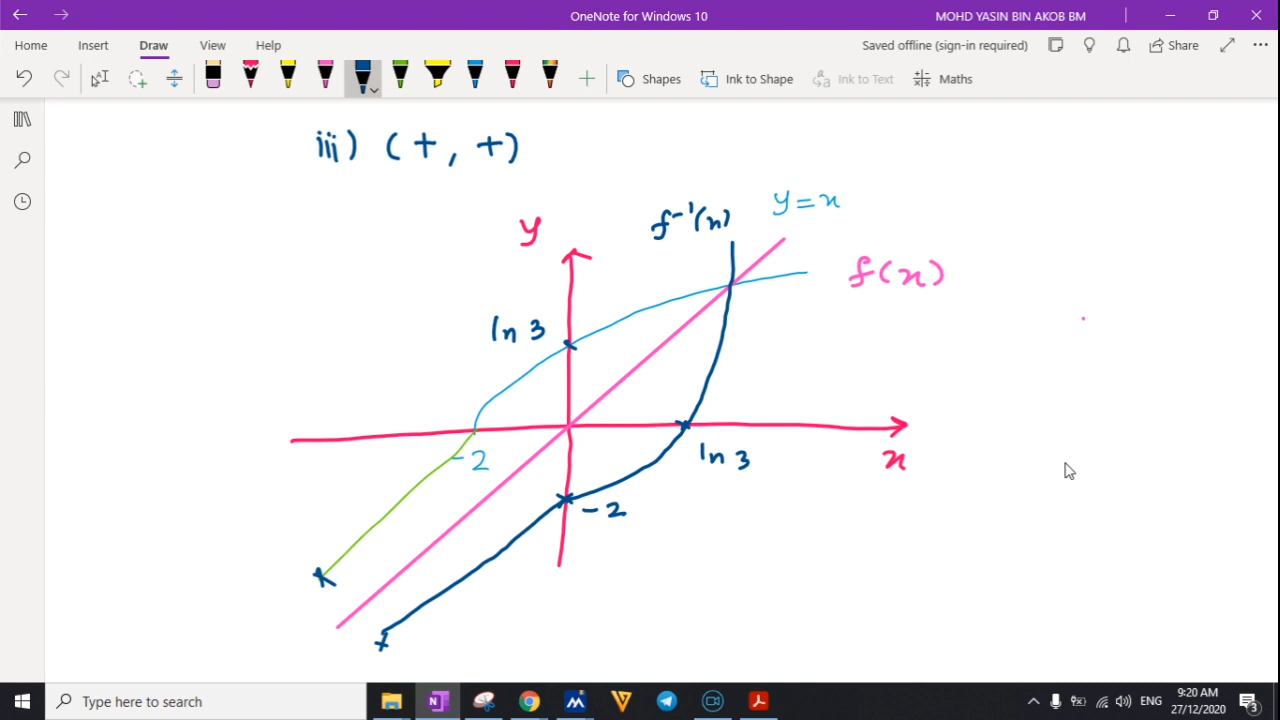 OneNote for Windows 10
MOHD YASIN BIN AKOB BM
Home Insert Draw View Help
Saved offline (sign-in required)
Share
Shapes
Ink to Shape
Ink to Text
Maths
iii) (+, +)
y
f⁻¹(x)
y=x
f(x)
ln 3
-2
ln 3
x
-2
Type here to search
ENG
9:20 AM
27/12/2020
3